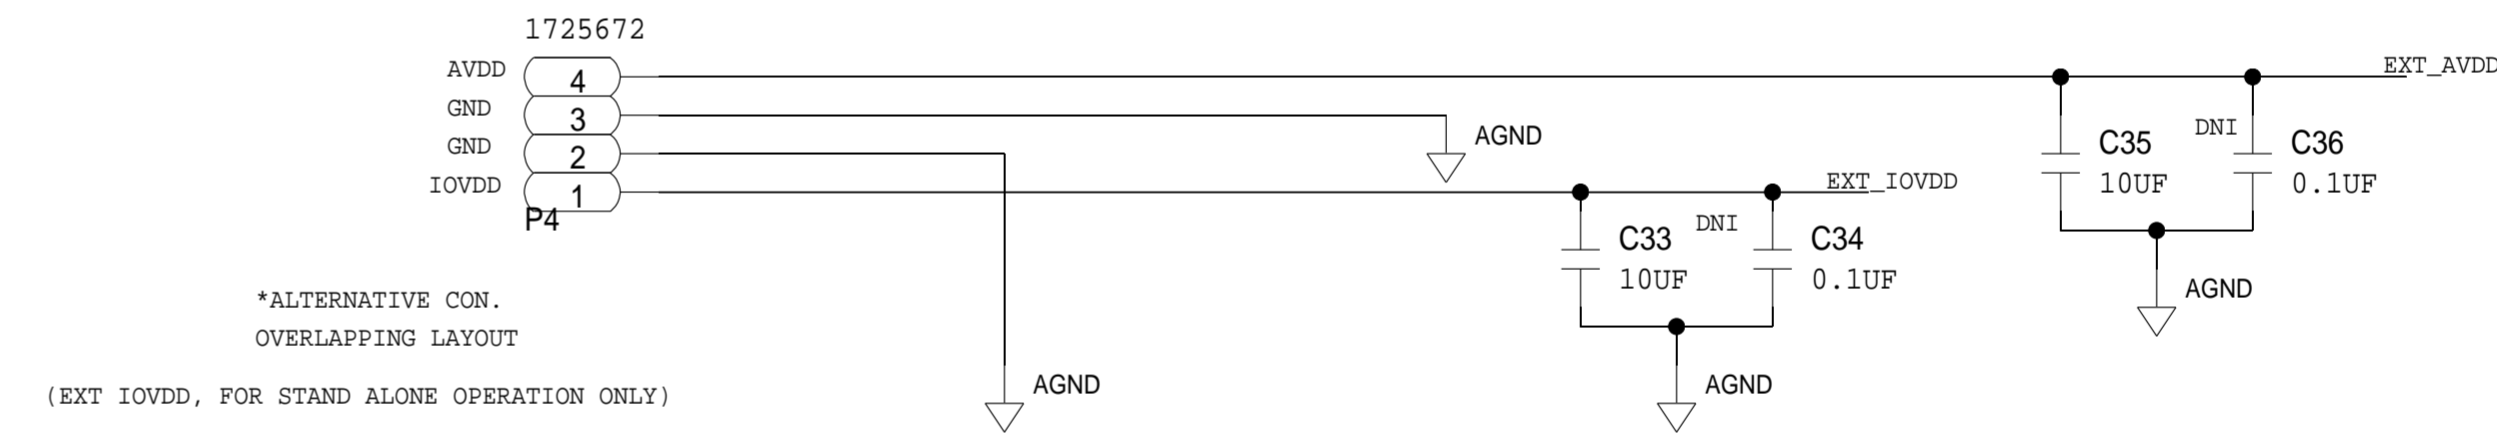 1725672
AVDD
4
EXT_AVDD
GND
3
AGND
DNI
C35
10UF
C36
0.1UF
GND
2
IOVDD
1
EXT_IOVDD
P4
DNI
C33
10UF
C34
0.1UF
AGND
*ALTERNATIVE CON.
OVERLAPPING LAYOUT
AGND
AGND
(EXT IOVDD, FOR STAND ALONE OPERATION ONLY)